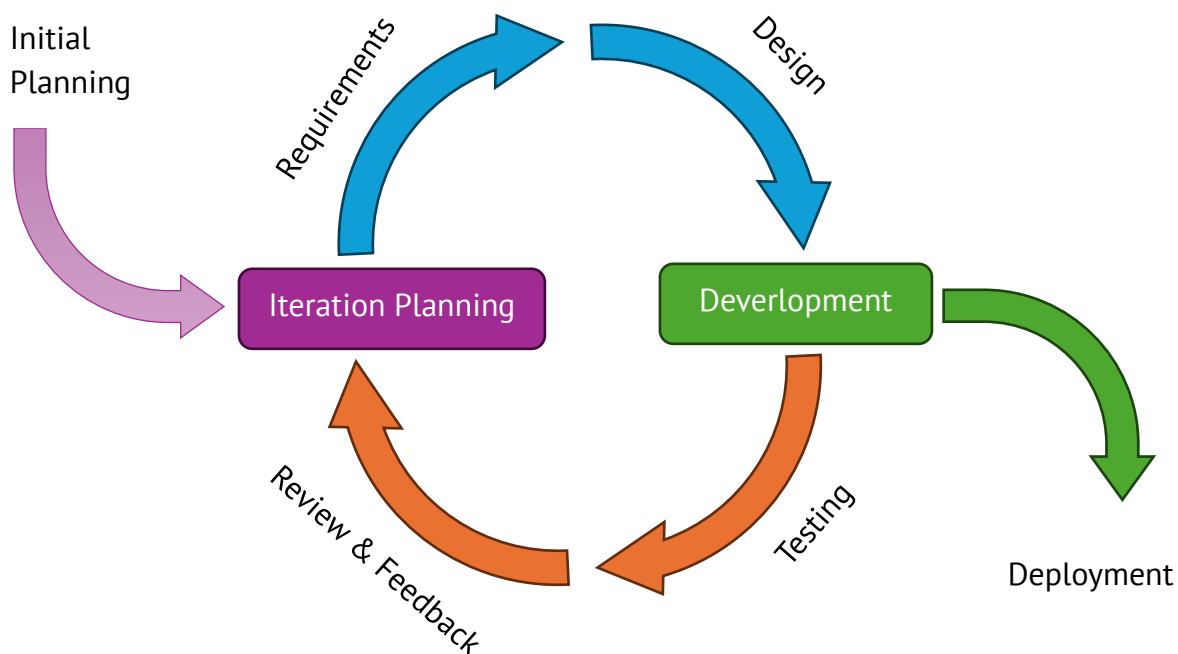 Initial
Planning
Requirements
Design
Iteration Planning
Deverlopment
Review & Feedback
Testing
Deployment